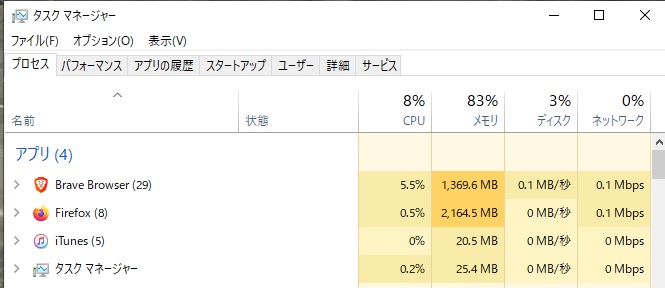 タスク マネージャー
ファイル(F) オプション(O) 表示(V)
プロセス パフォーマンス アプリの履歴 スタートアップ ユーザー 詳細 サービス
8% 83% 3% 0%
名前 状態 CPU メモリ ディスク ネットワーク
アプリ (4)
Brave Browser (29) 5.5% 1,369.6 MB 0.1 MB/秒 0.1 Mbps
Firefox (8) 0.5% 2,164.5 MB 0 MB/秒 0.1 Mbps
iTunes (5) 0% 20.5 MB 0 MB/秒 0 Mbps
タスク マネージャー 0.2% 25.4 MB 0 MB/秒 0 Mbps